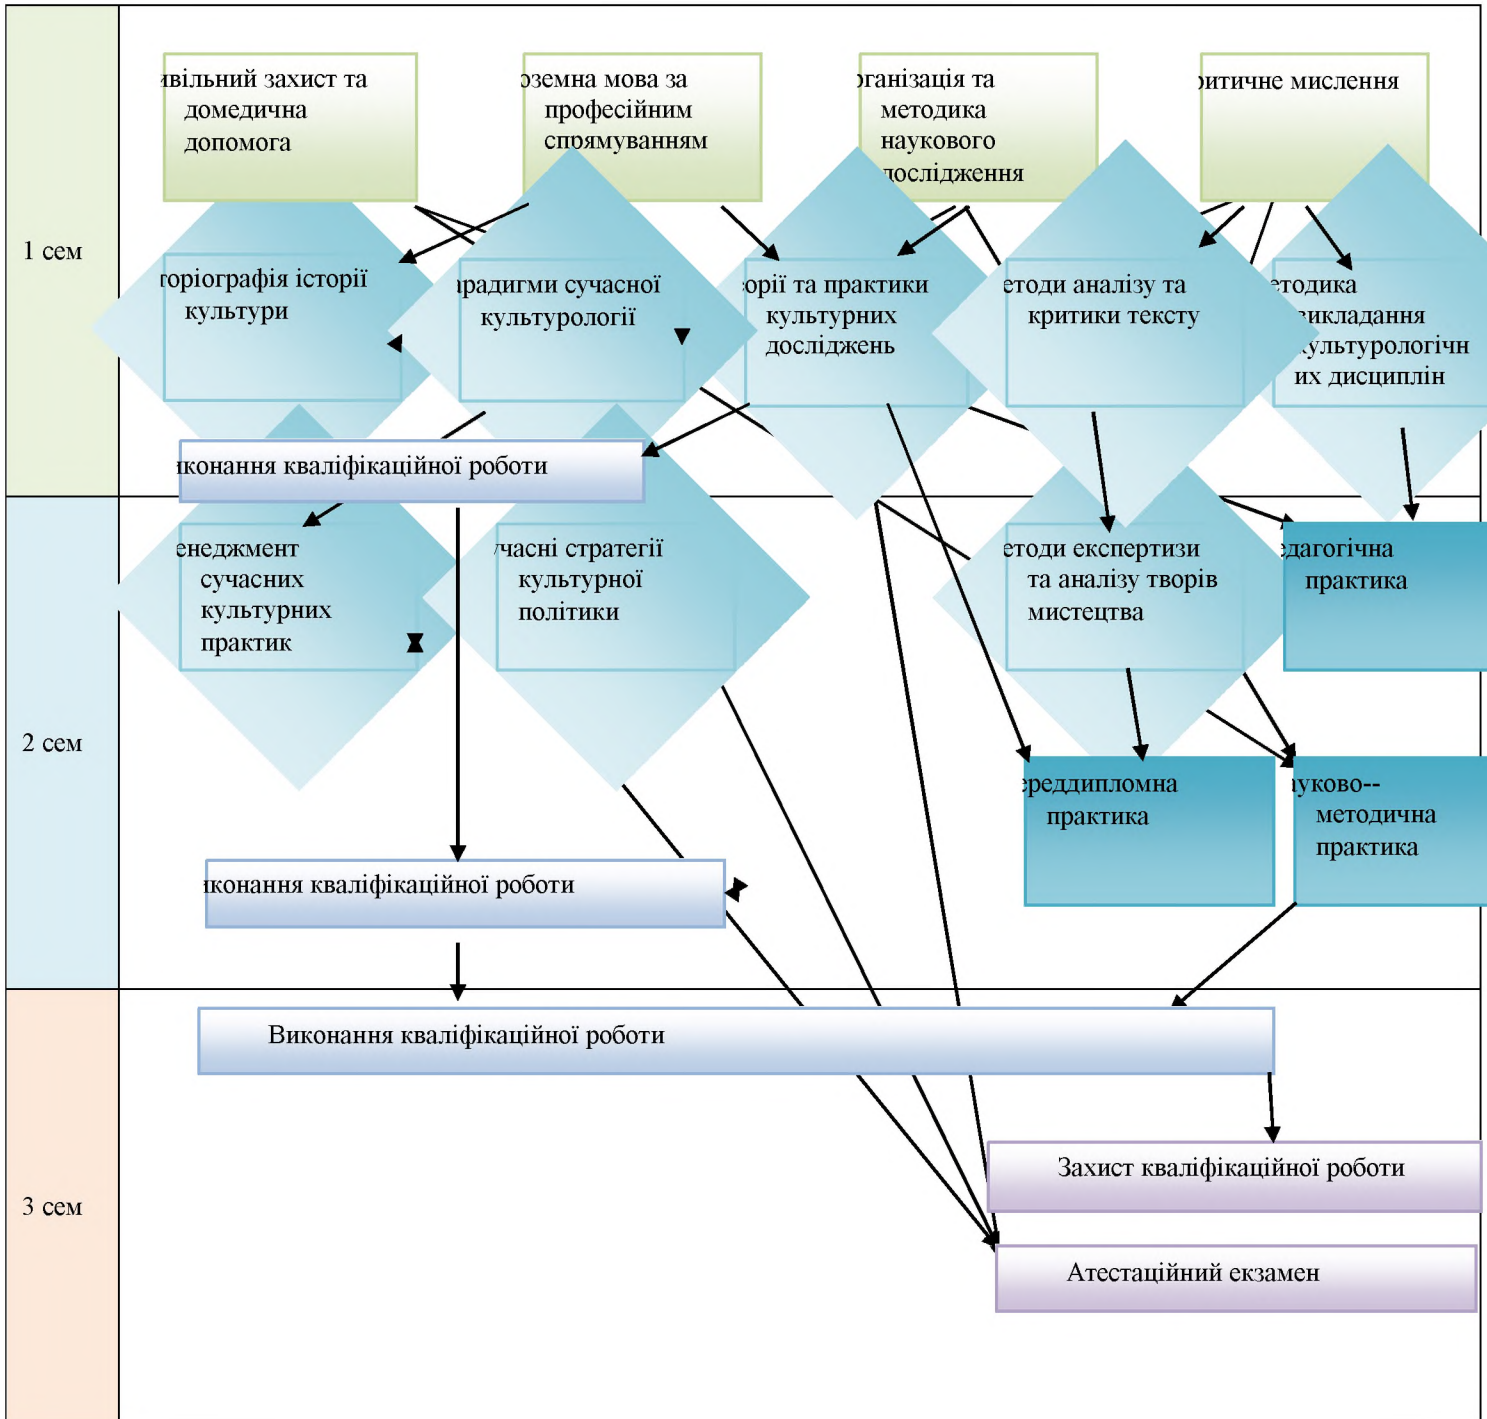 1 сем
ивільний захист та
домедична
допомога
оземна мова за
професійним
спрямуванням
рганізація та
методика
наукового
дослідження
ритичне мислення
торіографія історії
культури
арадигми сучасної
культурології
орії та практики
культурних
досліджень
етоди аналізу та
критики тексту
етодика
викладання
культурологічн
их дисциплін
иконання кваліфікаційної роботи
2 сем
енеджмент
сучасних
культурних
практик
учасні стратегії
культурної
політики
етоди експертизи
та аналізу творів
мистецтва
едагогічна
практика
ереддипломна
практика
ауково--
методична
практика
иконання кваліфікаційної роботи
3 сем
Виконання кваліфікаційної роботи
Захист кваліфікаційної роботи
Атестаційний екзамен